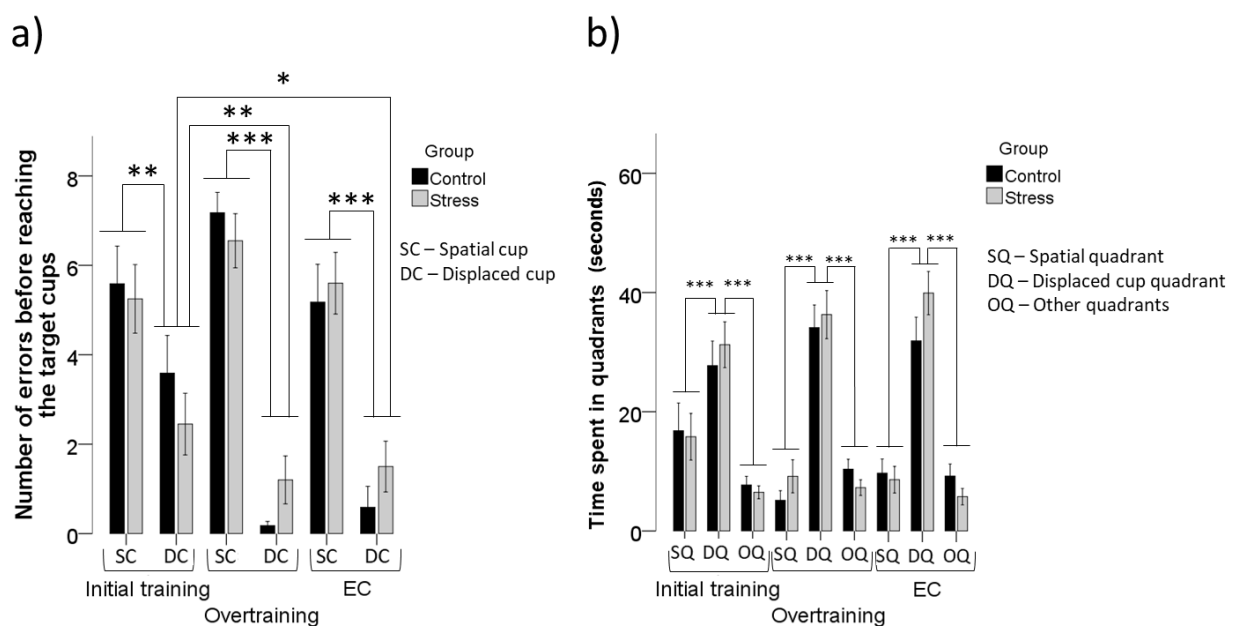 a)
*
**
***
**
***
Number of errors before reaching
the target cups
8
6
4
2
0
Group
Control
Stress
SC – Spatial cup
DC – Displaced cup
SC DC SC DC SC DC
Initial training
Overtraining
EC
b)
Time spent in quadrants (seconds)
60
40
20
0
*** *** *** *** *** ***
Group
Control
Stress
SQ – Spatial quadrant
DQ – Displaced cup quadrant
OQ – Other quadrants
SQ DQ OQ SQ DQ OQ SQ DQ OQ
Initial training
Overtraining
EC